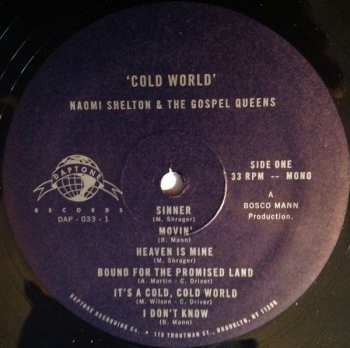 'COLD WORLD'
NAOMI SHELTON & THE GOSPEL QUEENS
DAPTONE
RECORDS
DAP - 033 - 1
SIDE ONE
33 RPM -- MONO
A
BOSCO MANN
Production.
SINNER
(M. Shrager)
MOVIN'
(B. Mann)
HEAVEN IS MINE
(M. Shrager)
BOUND FOR THE PROMISED LAND
(A. Martin - C. Drivet)
IT'S A COLD, COLD WORLD
(M. Wilson - C. Driver)
I DON'T KNOW
(B. Mann)
DAPTONE RECORDING Co. ★ 115 TROUTMAN ST., BROOKLYN, NY 11206